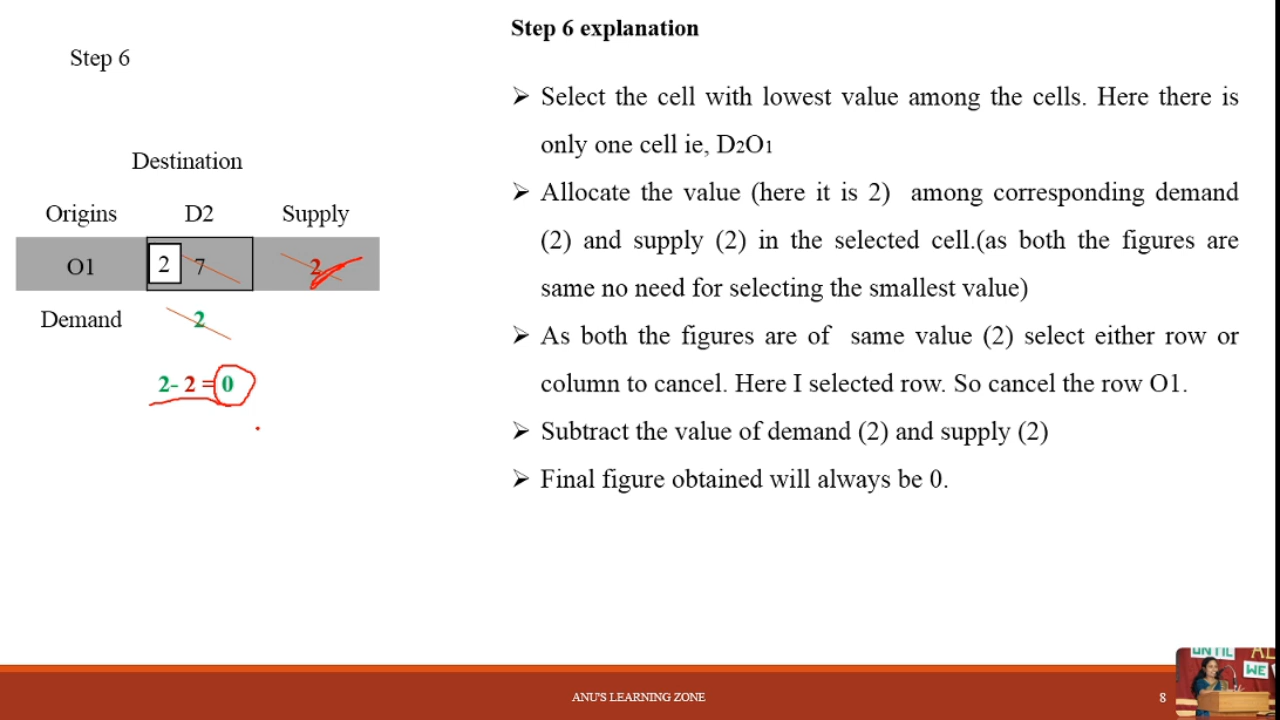 Step 6
Destination
Origins D2 Supply
O1 2 7 2
Demand 2
2- 2 = 0
Step 6 explanation
➢ Select the cell with lowest value among the cells. Here there is
only one cell ie, D2O1
➢ Allocate the value (here it is 2) among corresponding demand
(2) and supply (2) in the selected cell.(as both the figures are
same no need for selecting the smallest value)
➢ As both the figures are of same value (2) select either row or
column to cancel. Here I selected row. So cancel the row O1.
➢ Subtract the value of demand (2) and supply (2)
➢ Final figure obtained will always be 0.
ANU'S LEARNING ZONE
8
UNTIL
WE